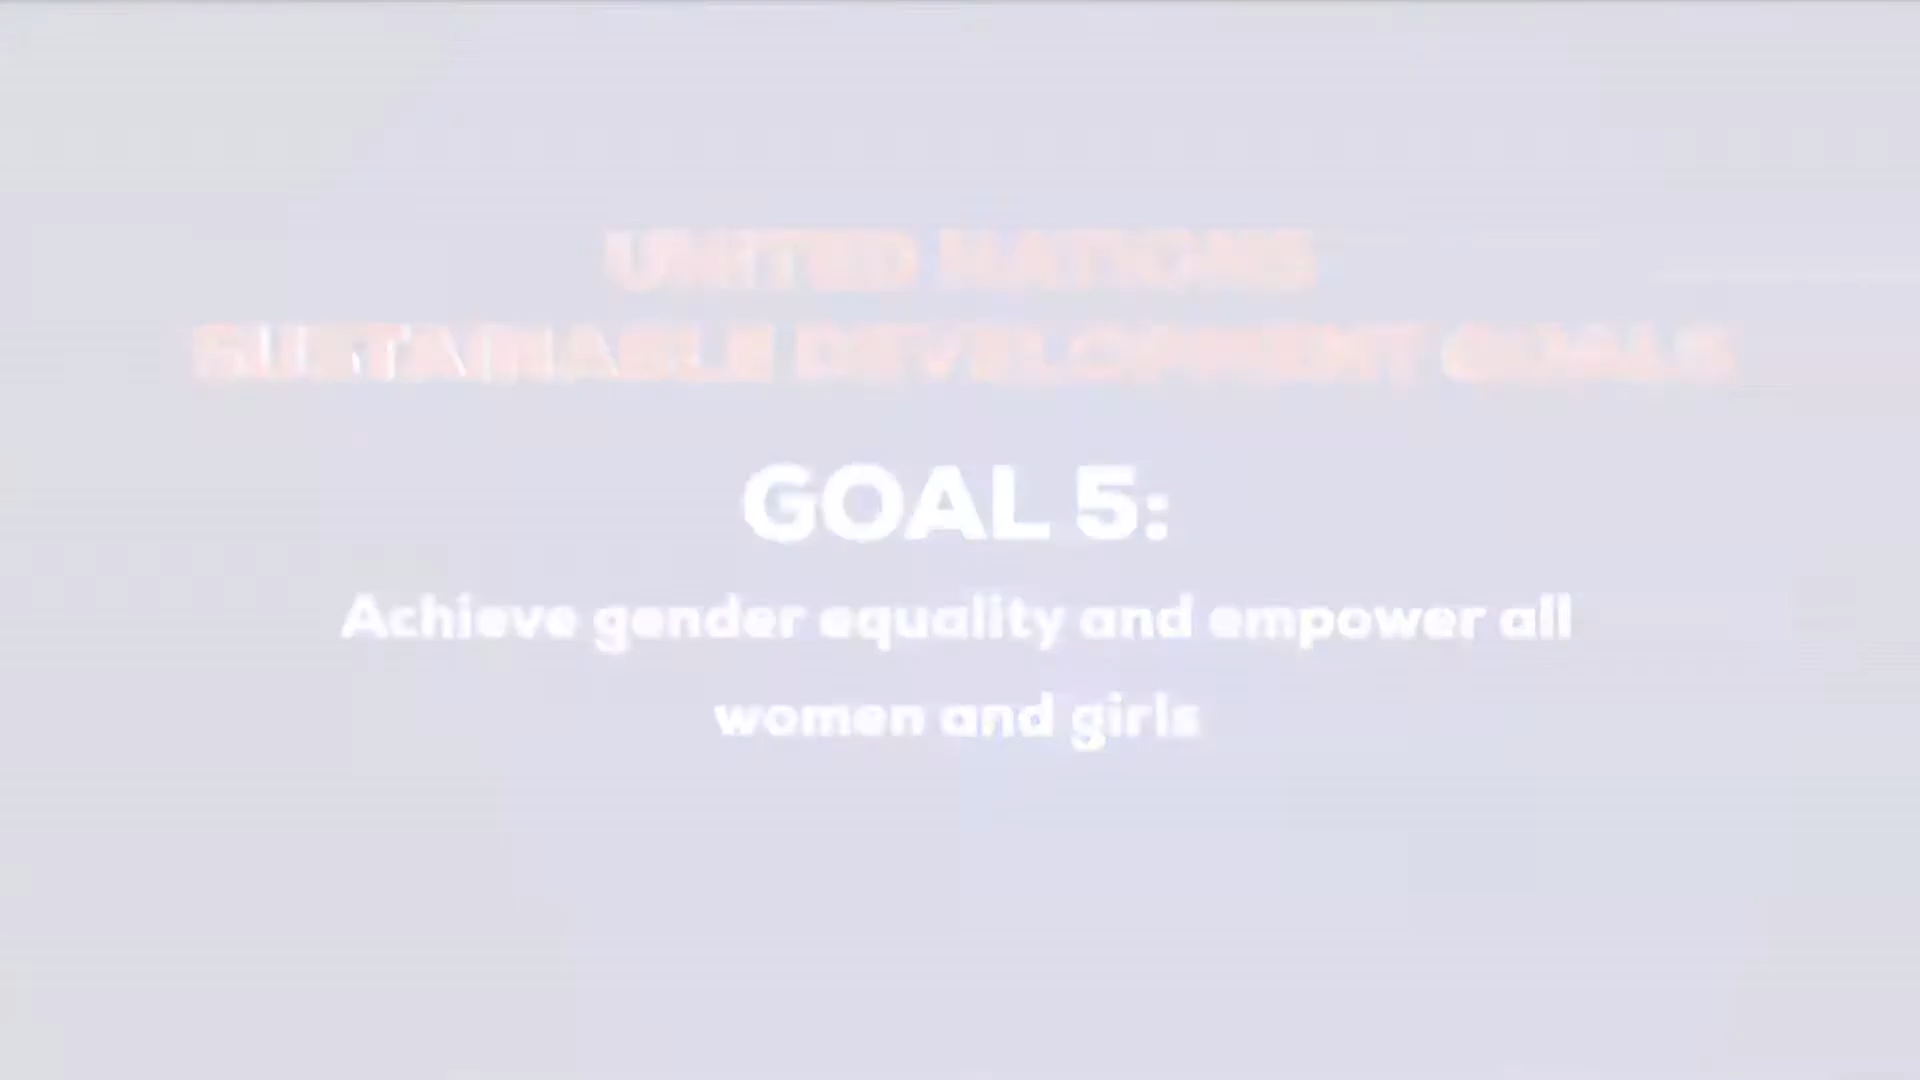 UNITED NATIONS
SUSTAINABLE DEVELOPMENT GOALS
GOAL 5:
Achieve gender equality and empower all
women and girls